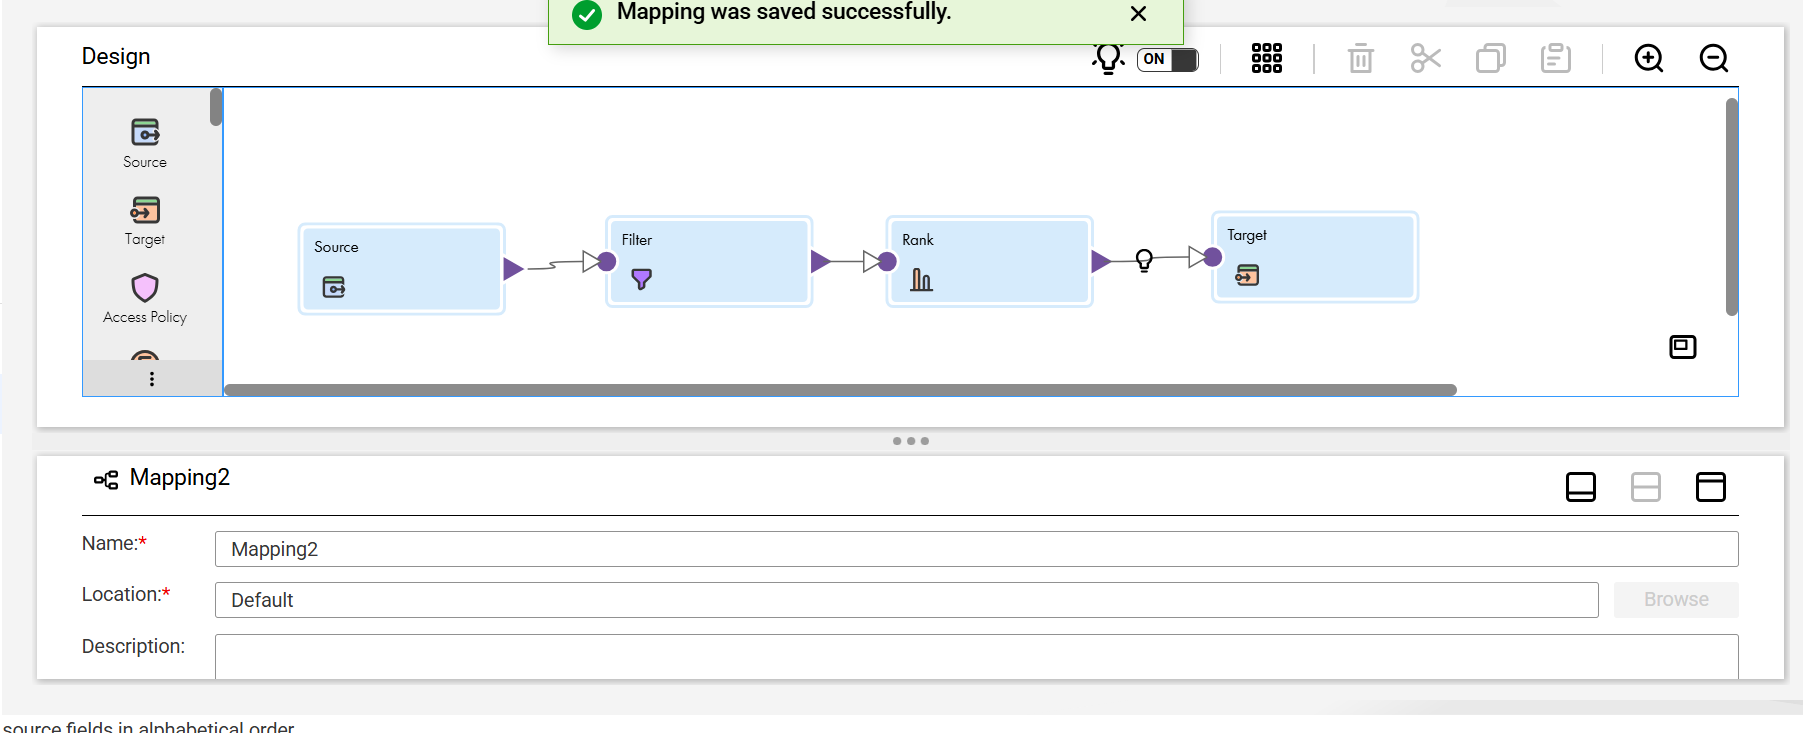 Mapping was saved successfully.
Design
ON
Source
Target
Access Policy
Source
Filter
Rank
Target
Mapping2
Name:*
Mapping2
Location:*
Default
Browse
Description:
source fields in alphabetical order